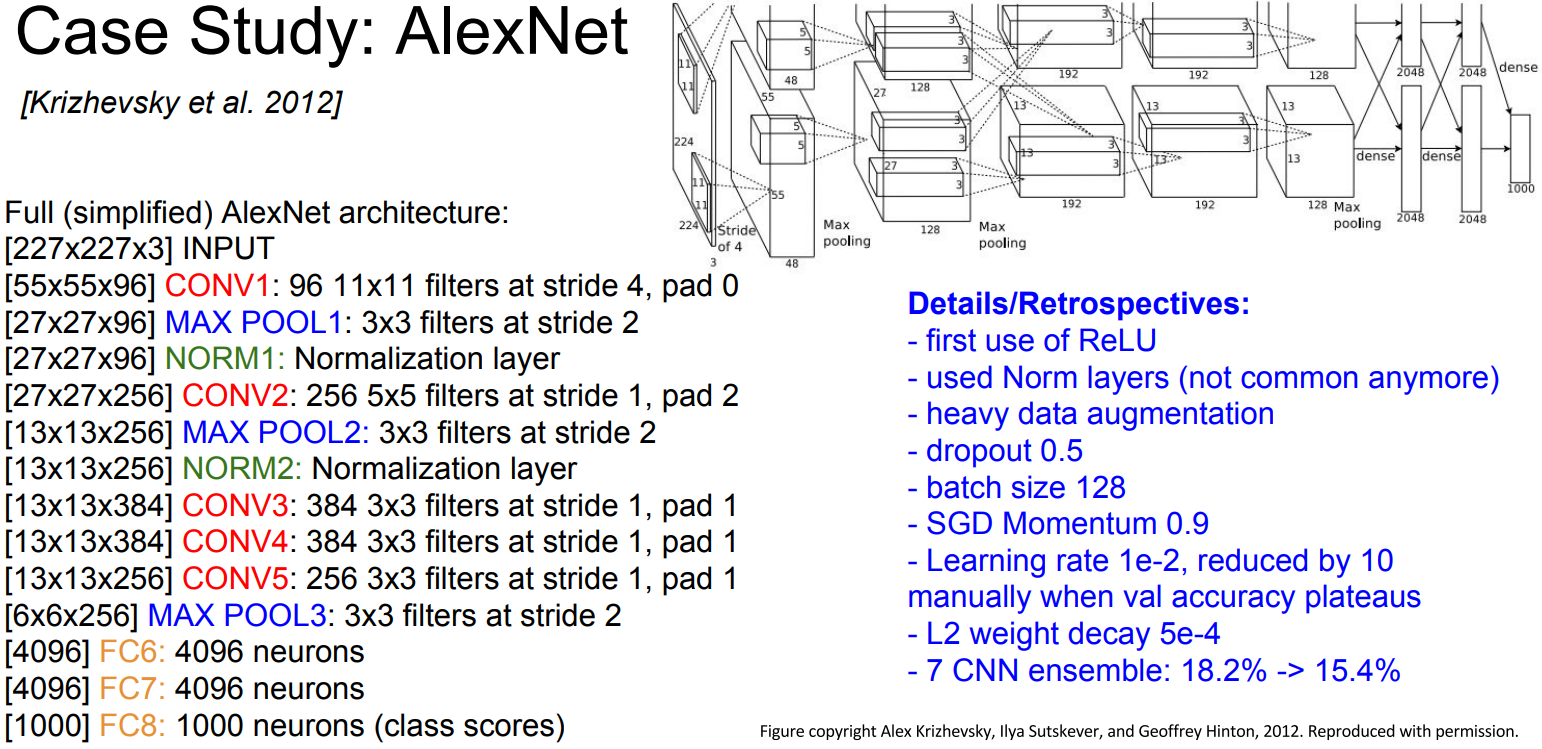 Case Study: AlexNet
[Krizhevsky et al. 2012]
Full (simplified) AlexNet architecture:
[227x227x3] INPUT
[55x55x96] CONV1: 96 11x11 filters at stride 4, pad 0
[27x27x96] MAX POOL1: 3x3 filters at stride 2
[27x27x96] NORM1: Normalization layer
[27x27x256] CONV2: 256 5x5 filters at stride 1, pad 2
[13x13x256] MAX POOL2: 3x3 filters at stride 2
[13x13x256] NORM2: Normalization layer
[13x13x384] CONV3: 384 3x3 filters at stride 1, pad 1
[13x13x384] CONV4: 384 3x3 filters at stride 1, pad 1
[13x13x256] CONV5: 256 3x3 filters at stride 1, pad 1
[6x6x256] MAX POOL3: 3x3 filters at stride 2
[4096] FC6: 4096 neurons
[4096] FC7: 4096 neurons
[1000] FC8: 1000 neurons (class scores)
11
11
5
5
48
55
3
3
3
128
27
3
3
192
3
3
192
128
2048
2048
dense
224
11
11
224
3
Stride
of 4
5
5
55
48
Max
pooling
3
3
27
3
3
128
Max
pooling
13
3
3
13
192
13
3
3
13
192
13
13
128
Max
pooling
dense
dense
2048
2048
1000
Details/Retrospectives:
- first use of ReLU
- used Norm layers (not common anymore)
- heavy data augmentation
- dropout 0.5
- batch size 128
- SGD Momentum 0.9
- Learning rate 1e-2, reduced by 10
manually when val accuracy plateaus
- L2 weight decay 5e-4
- 7 CNN ensemble: 18.2% -> 15.4%
Figure copyright Alex Krizhevsky, Ilya Sutskever, and Geoffrey Hinton, 2012. Reproduced with permission.